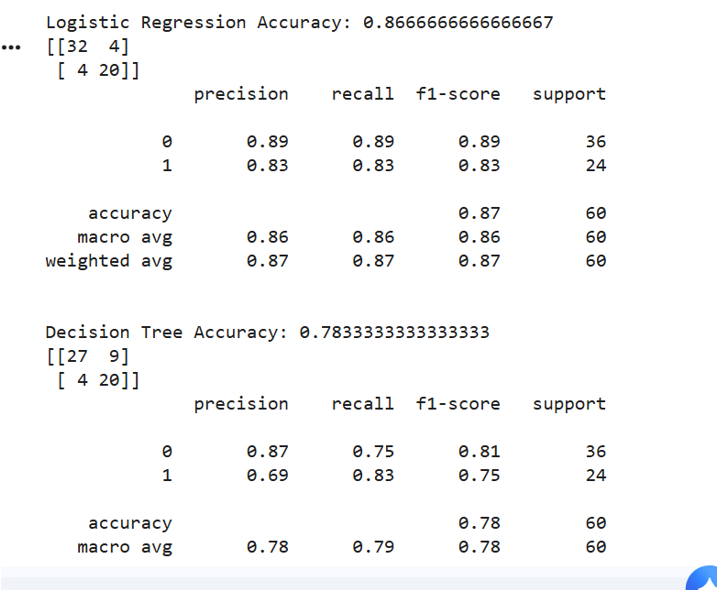 Logistic Regression Accuracy: 0.8666666666666667
[[32  4]
 [ 4 20]]
              precision    recall  f1-score   support

           0       0.89      0.89      0.89        36
           1       0.83      0.83      0.83        24

    accuracy                           0.87        60
   macro avg       0.86      0.86      0.86        60
weighted avg       0.87      0.87      0.87        60


Decision Tree Accuracy: 0.7833333333333333
[[27  9]
 [ 4 20]]
              precision    recall  f1-score   support

           0       0.87      0.75      0.81        36
           1       0.69      0.83      0.75        24

    accuracy                           0.78        60
   macro avg       0.78      0.79      0.78        60